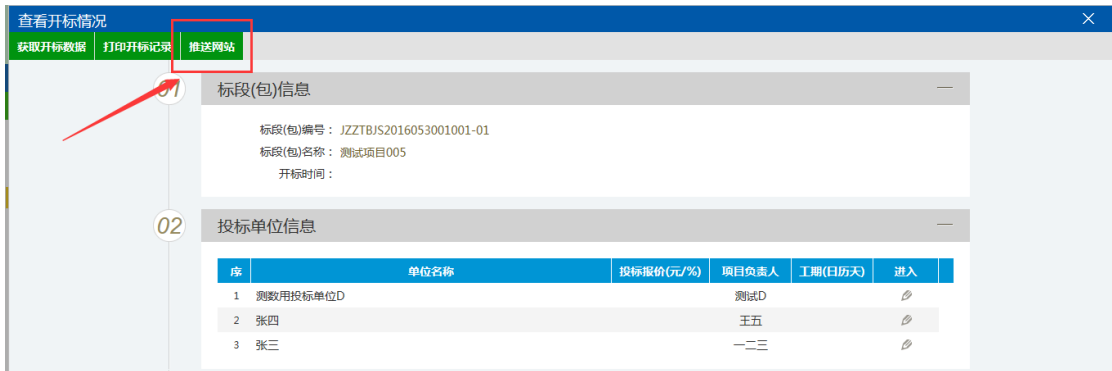 查看开标情况
获取开标数据 打印开标记录 推送网站
01 标段(包)信息
标段(包)编号： JZZTBJS2016053001001-01
标段(包)名称： 测试项目005
开标时间：
02 投标单位信息
序 单位名称 投标报价(元/%) 项目负责人 工期(日历天) 进入
1 测数用投标单位D 测试D
2 张四 王五
3 张三 一二三